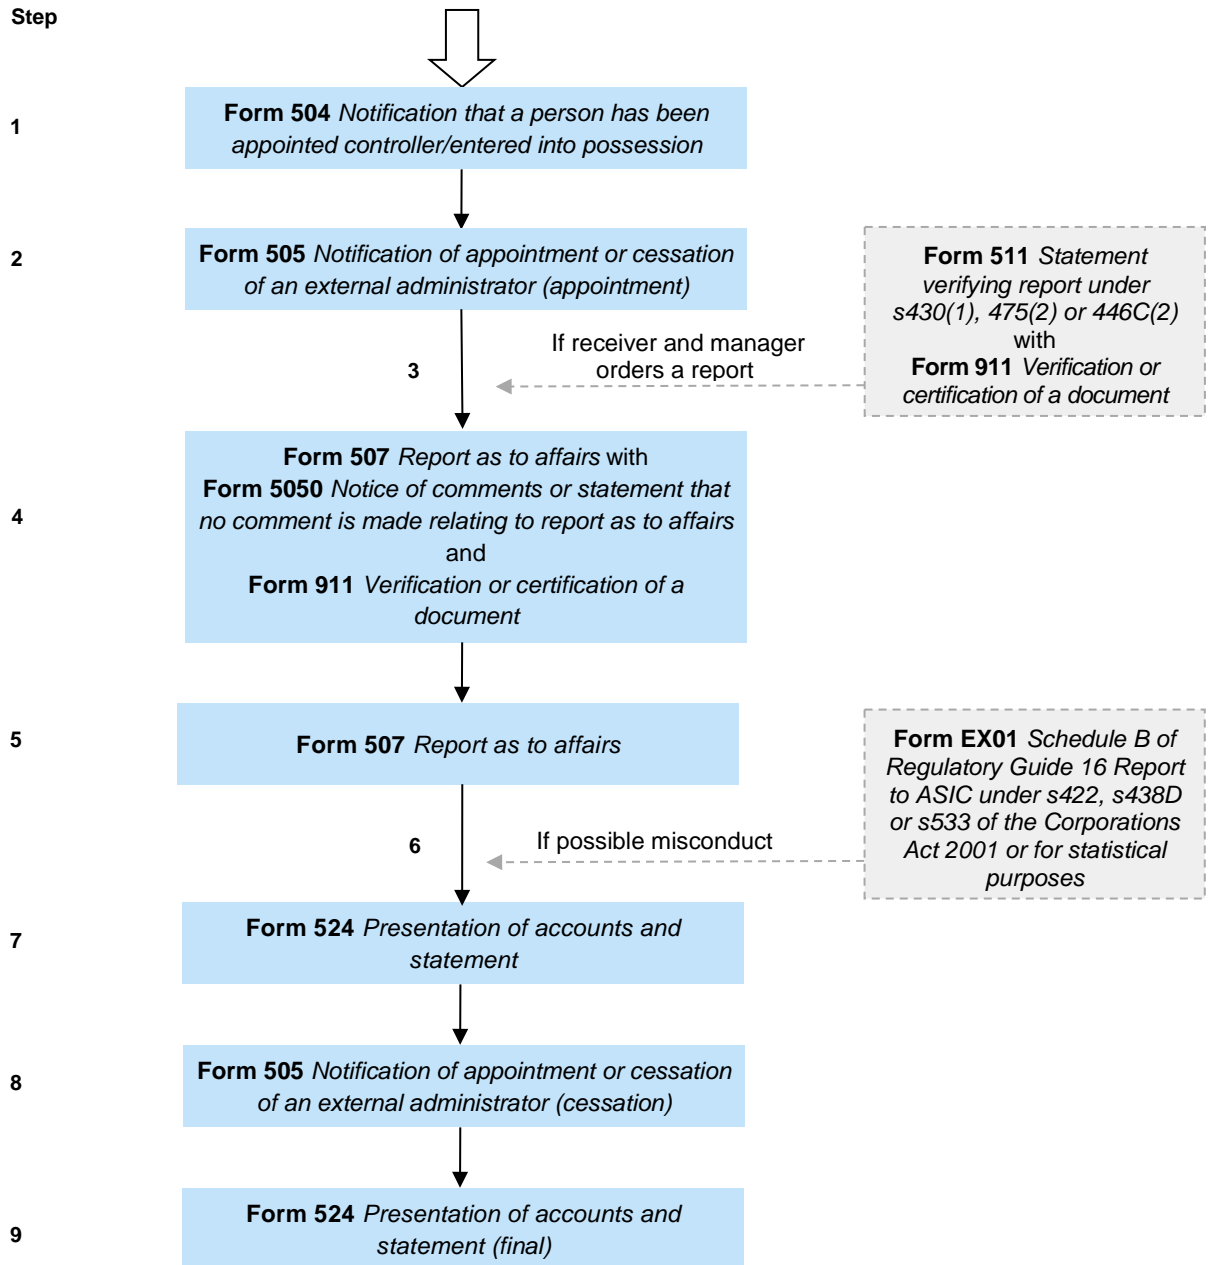 Step
1
Form 504 Notification that a person has been
appointed controller/entered into possession
2
Form 505 Notification of appointment or cessation
of an external administrator (appointment)
Form 511 Statement
verifying report under
s430(1), 475(2) or 446C(2)
with
Form 911 Verification or
certification of a document
3
If receiver and manager
orders a report
4
Form 507 Report as to affairs with
Form 5050 Notice of comments or statement that
no comment is made relating to report as to affairs
and
Form 911 Verification or certification of a
document
5
Form 507 Report as to affairs
Form EX01 Schedule B of
Regulatory Guide 16 Report
to ASIC under s422, s438D
or s533 of the Corporations
Act 2001 or for statistical
purposes
6
If possible misconduct
7
Form 524 Presentation of accounts and
statement
8
Form 505 Notification of appointment or cessation
of an external administrator (cessation)
9
Form 524 Presentation of accounts and
statement (final)